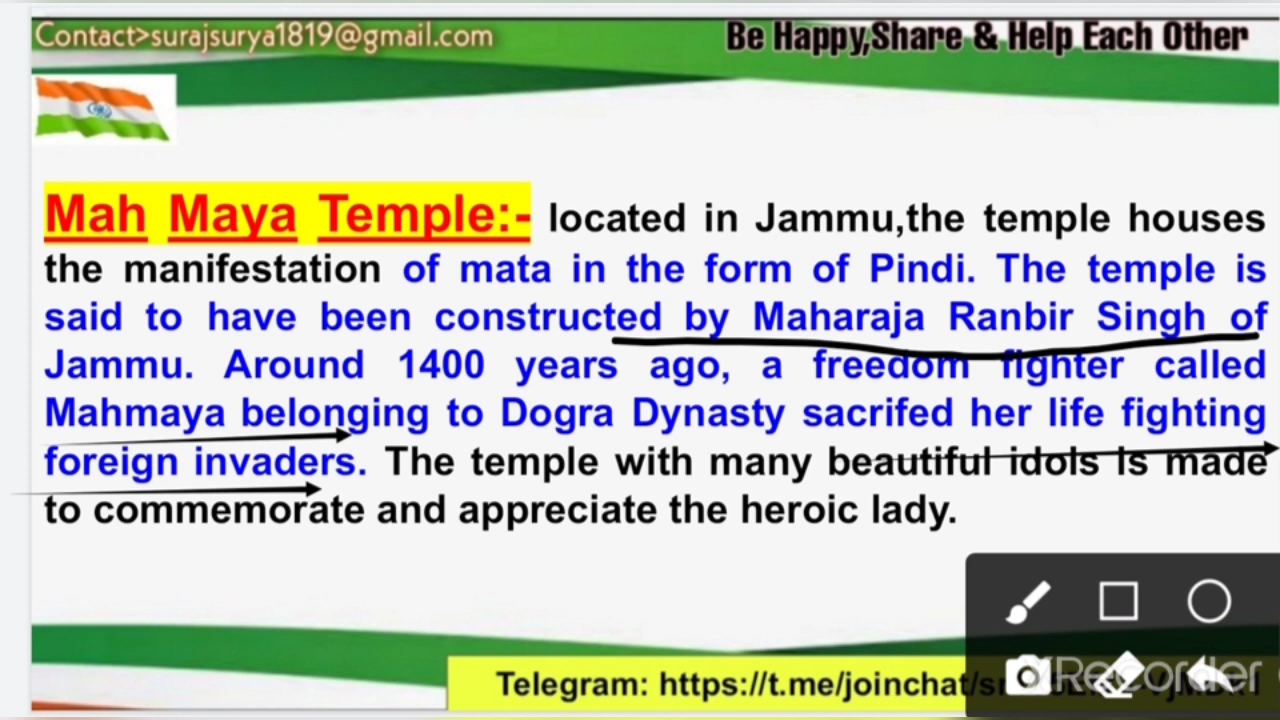 Contact>surajsurya1819@gmail.com
Be Happy,Share & Help Each Other
Mah Maya Temple:- located in Jammu,the temple houses
the manifestation of mata in the form of Pindi. The temple is
said to have been constructed by Maharaja Ranbir Singh of
Jammu. Around 1400 years ago, a freedom fighter called
Mahmaya belonging to Dogra Dynasty sacrifed her life fighting
foreign invaders. The temple with many beautiful idols is made
to commemorate and appreciate the heroic lady.
Telegram: https://t.me/joinchat/
VRecorder